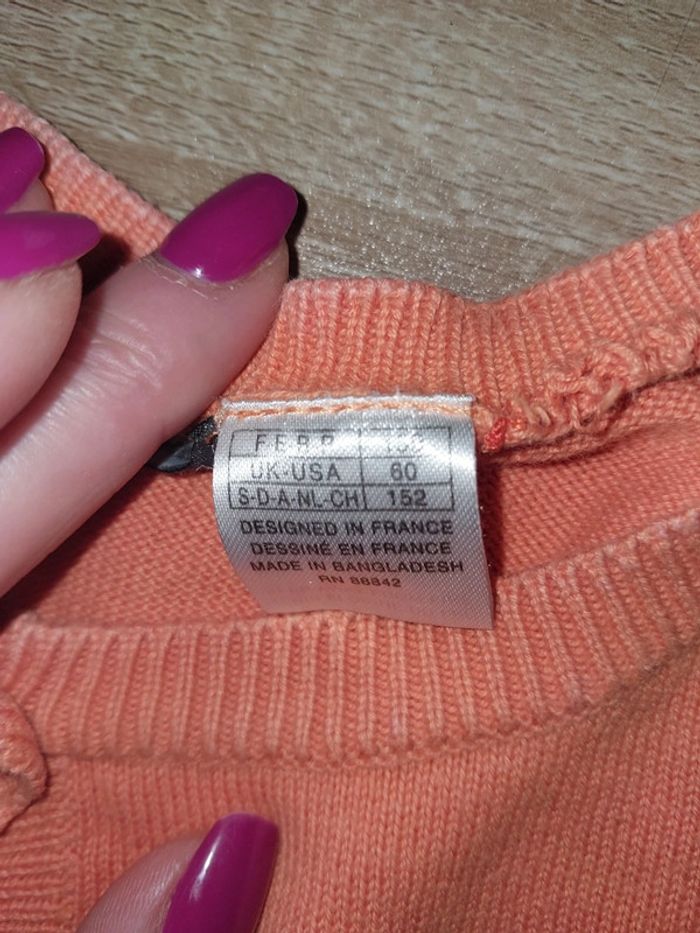 UK-USA 60
S-D-A-NL-CH 152
DESIGNED IN FRANCE
DESSINÉ EN FRANCE
MADE IN BANGLADESH
RN 88842